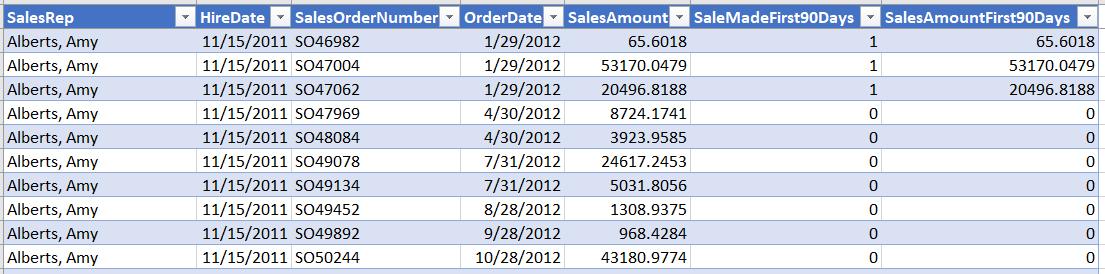 SalesRep HireDate SalesOrderNumber OrderDate SalesAmount SaleMadeFirst90Days SalesAmountFirst90Days
Alberts, Amy 11/15/2011 SO46982 1/29/2012 65.6018 1 65.6018
Alberts, Amy 11/15/2011 SO47004 1/29/2012 53170.0479 1 53170.0479
Alberts, Amy 11/15/2011 SO47062 1/29/2012 20496.8188 1 20496.8188
Alberts, Amy 11/15/2011 SO47969 4/30/2012 8724.1741 0 0
Alberts, Amy 11/15/2011 SO48084 4/30/2012 3923.9585 0 0
Alberts, Amy 11/15/2011 SO49078 7/31/2012 24617.2453 0 0
Alberts, Amy 11/15/2011 SO49134 7/31/2012 5031.8056 0 0
Alberts, Amy 11/15/2011 SO49452 8/28/2012 1308.9375 0 0
Alberts, Amy 11/15/2011 SO49892 9/28/2012 968.4284 0 0
Alberts, Amy 11/15/2011 SO50244 10/28/2012 43180.9774 0 0